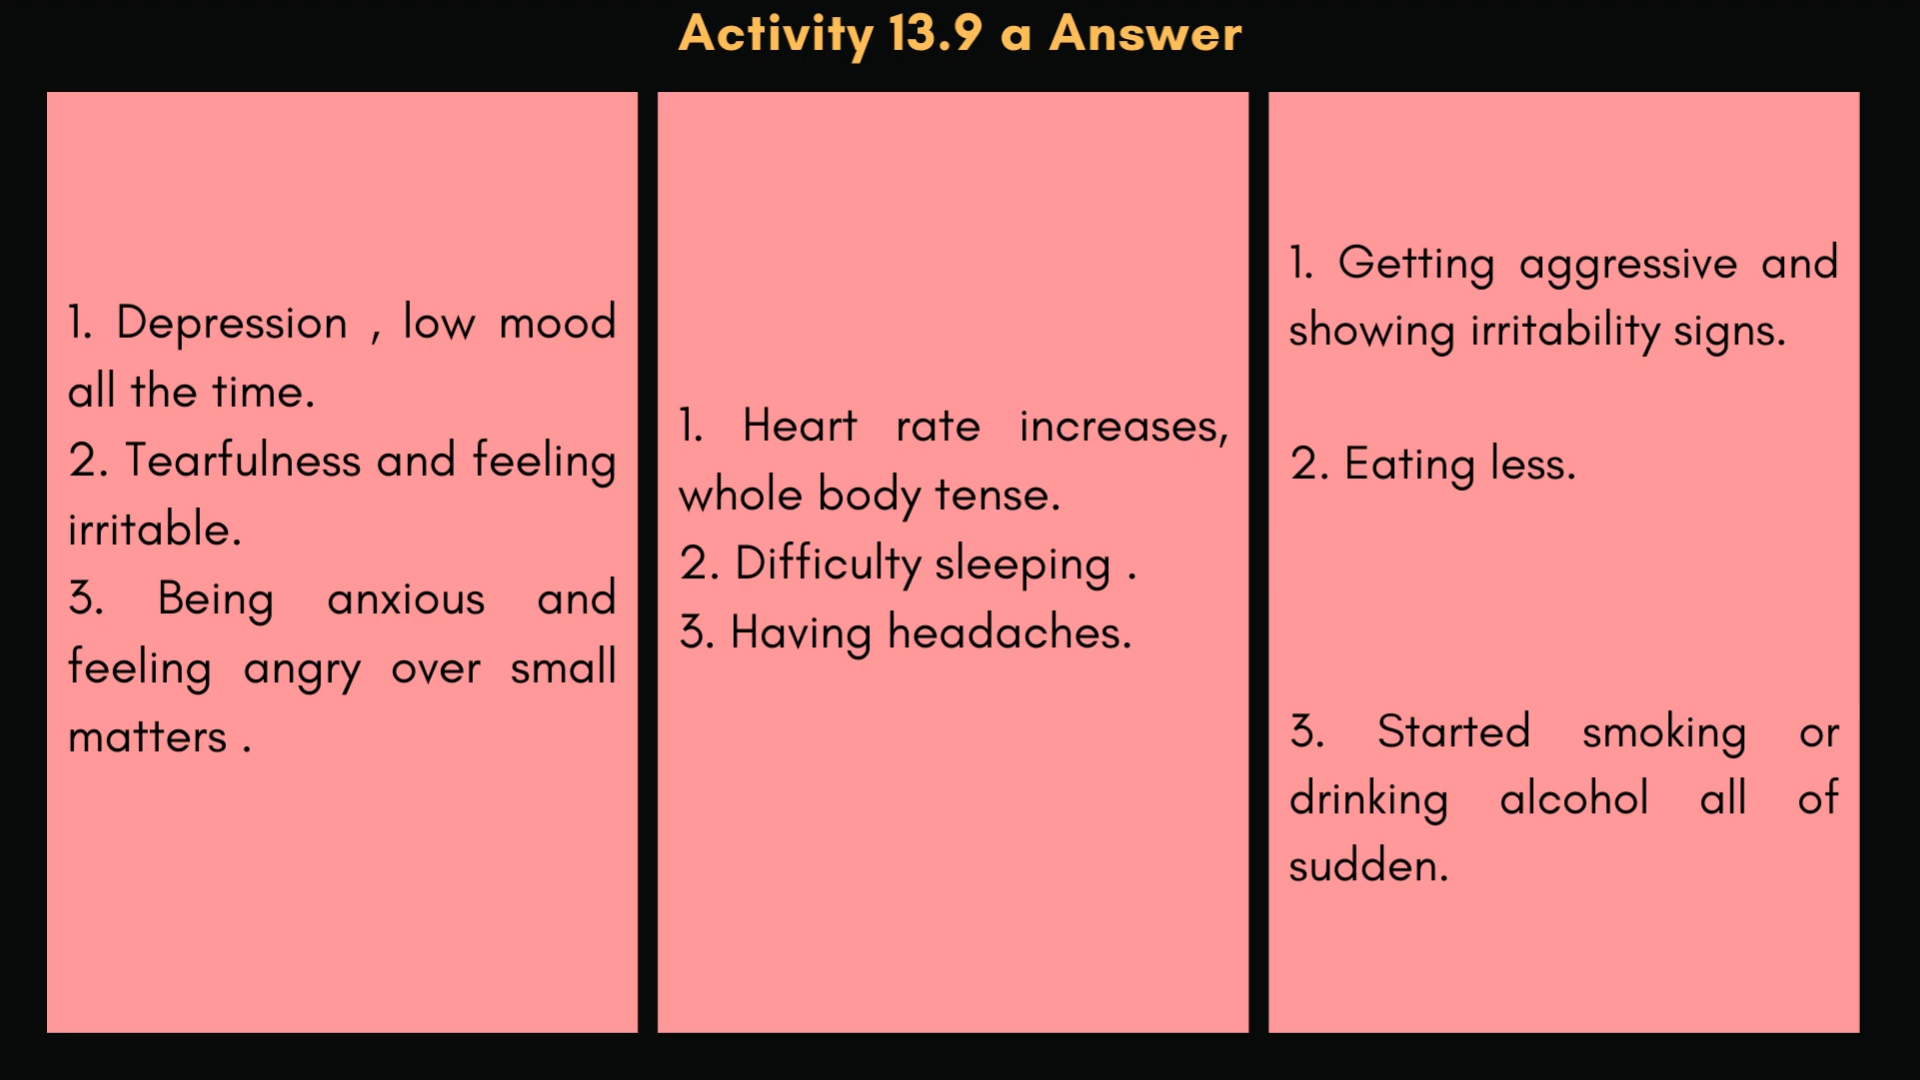 Activity 13.9 a Answer
1. Depression , low mood
all the time.
2. Tearfulness and feeling
irritable.
3. Being anxious and
feeling angry over small
matters .
1. Heart rate increases,
whole body tense.
2. Difficulty sleeping .
3. Having headaches.
1. Getting aggressive and
showing irritability signs.
2. Eating less.
3. Started smoking or
drinking alcohol all of
sudden.